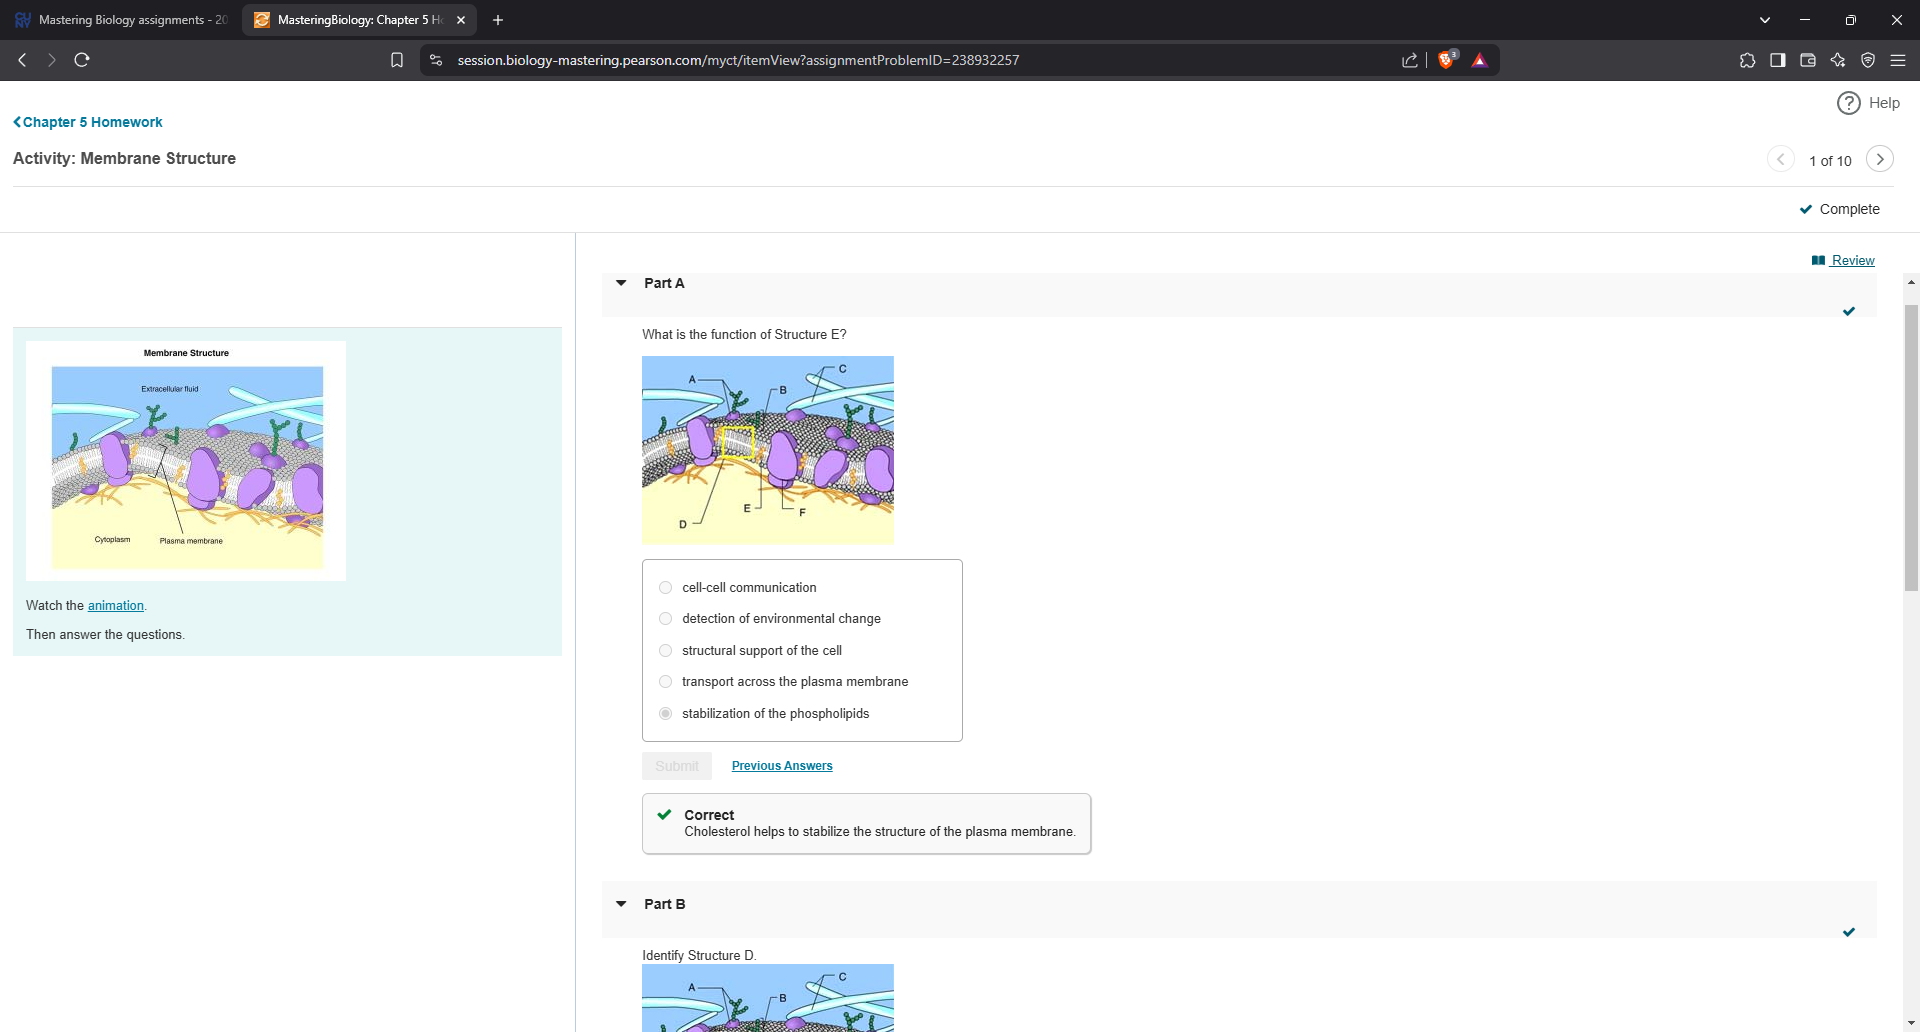 Mastering Biology assignments - 20
MasteringBiology: Chapter 5 H
session.biology-mastering.pearson.com/myct/itemView?assignmentProblemID=238932257
3
Help
Chapter 5 Homework
Activity: Membrane Structure
1 of 10
Complete
Review
Membrane Structure
Extracellular fluid
Cytoplasm
Plasma membrane
Watch the animation.
Then answer the questions.
Part A
What is the function of Structure E?
A
B
C
D
E
F
cell-cell communication
detection of environmental change
structural support of the cell
transport across the plasma membrane
stabilization of the phospholipids
Submit
Previous Answers
Correct
Cholesterol helps to stabilize the structure of the plasma membrane.
Part B
Identify Structure D.
A
B
C